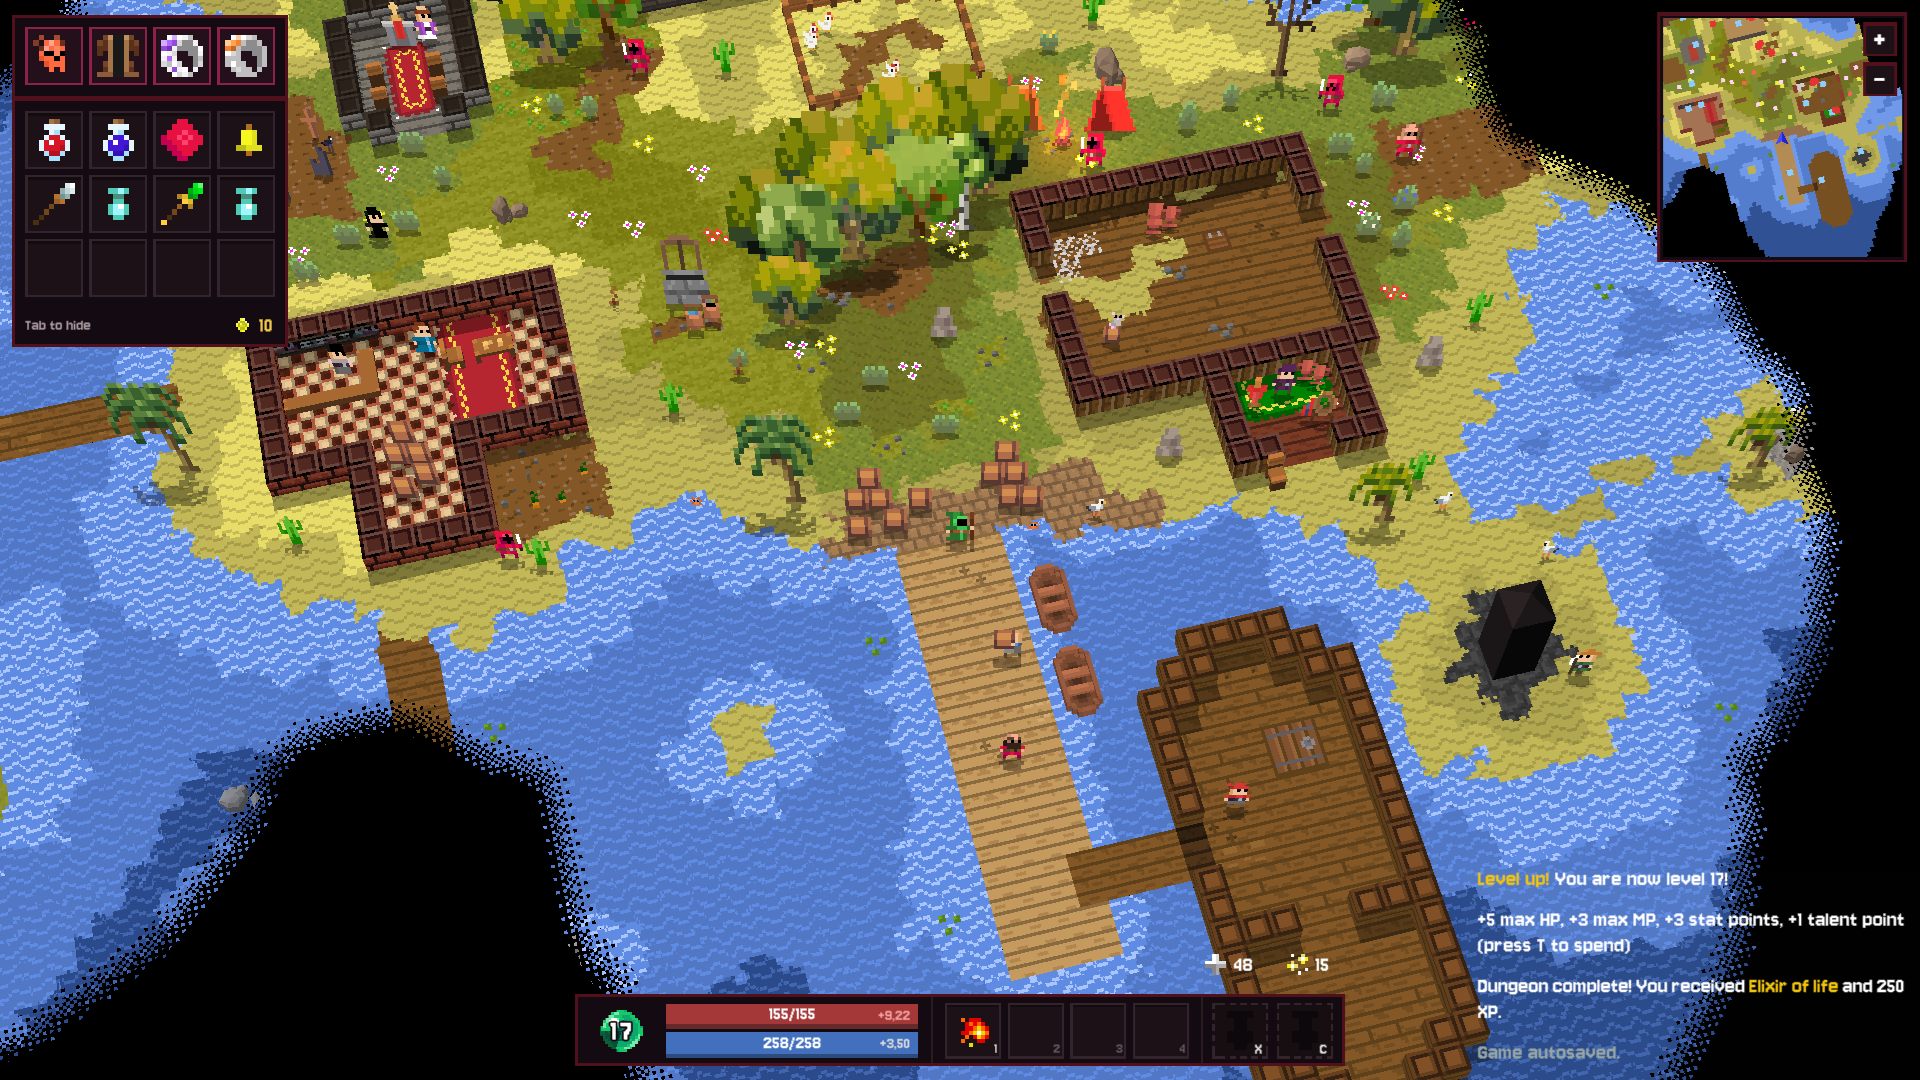 +
−
Tab to hide
10
Level up! You are now level 17!
+5 max HP, +3 max MP, +3 stat points, +1 talent point
(press T to spend)
48
15
Dungeon complete! You received Elixir of life and 250
XP.
17
155/155
+9,22
258/258
+3,50
1
2
3
4
X
C
Game autosaved.